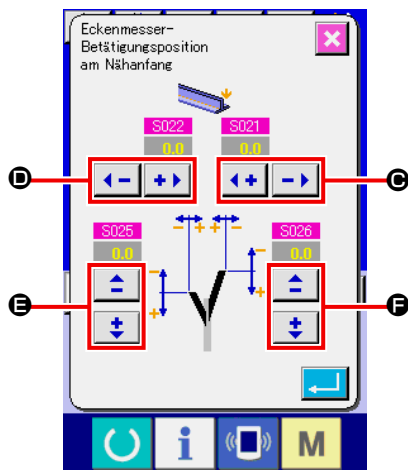 Eckenmesser-
Betätigungsposition
am Nähanfang
S022 S021
0.0 0.0
D C
S025 S026
0.0 0.0
E F
i M